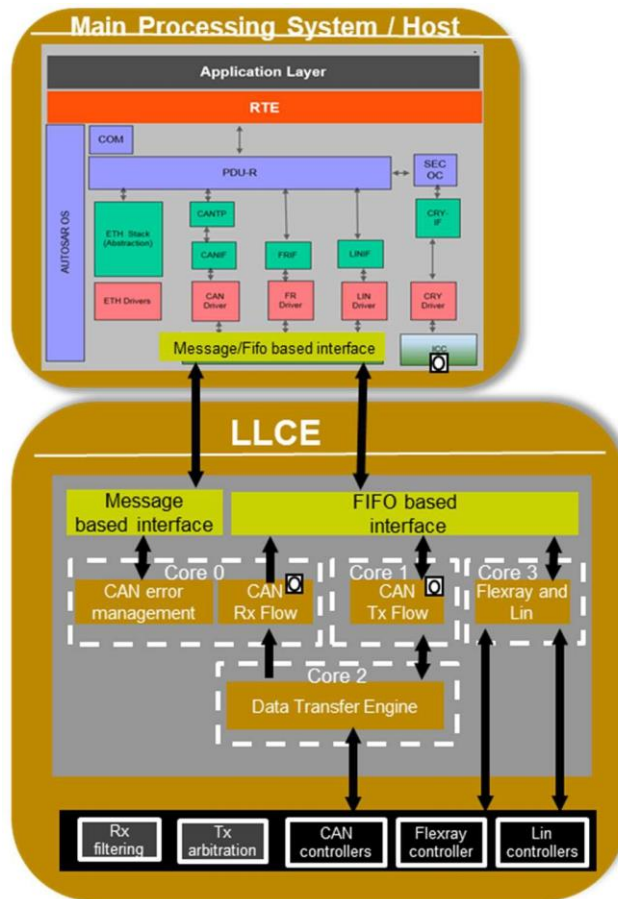 Main Processing System / Host
Application Layer
RTE
COM
PDU-R
SEC
OC
AUTOSAR OS
ETH Stack
(Abstraction)
CANTP
CANIF
FRIF
LINIF
CRY-
IF
ETH Drivers
CAN
Driver
FR
Driver
LIN
Driver
CRY
Driver
Message/Fifo based interface
ICC
LLCE
Message
based interface
FIFO based
interface
Core 0
CAN error
management
CAN
Rx Flow
Core 1
CAN
Tx Flow
Core 3
Flexray and
Lin
Core 2
Data Transfer Engine
Rx
filtering
Tx
arbitration
CAN
controllers
Flexray
controller
Lin
controllers